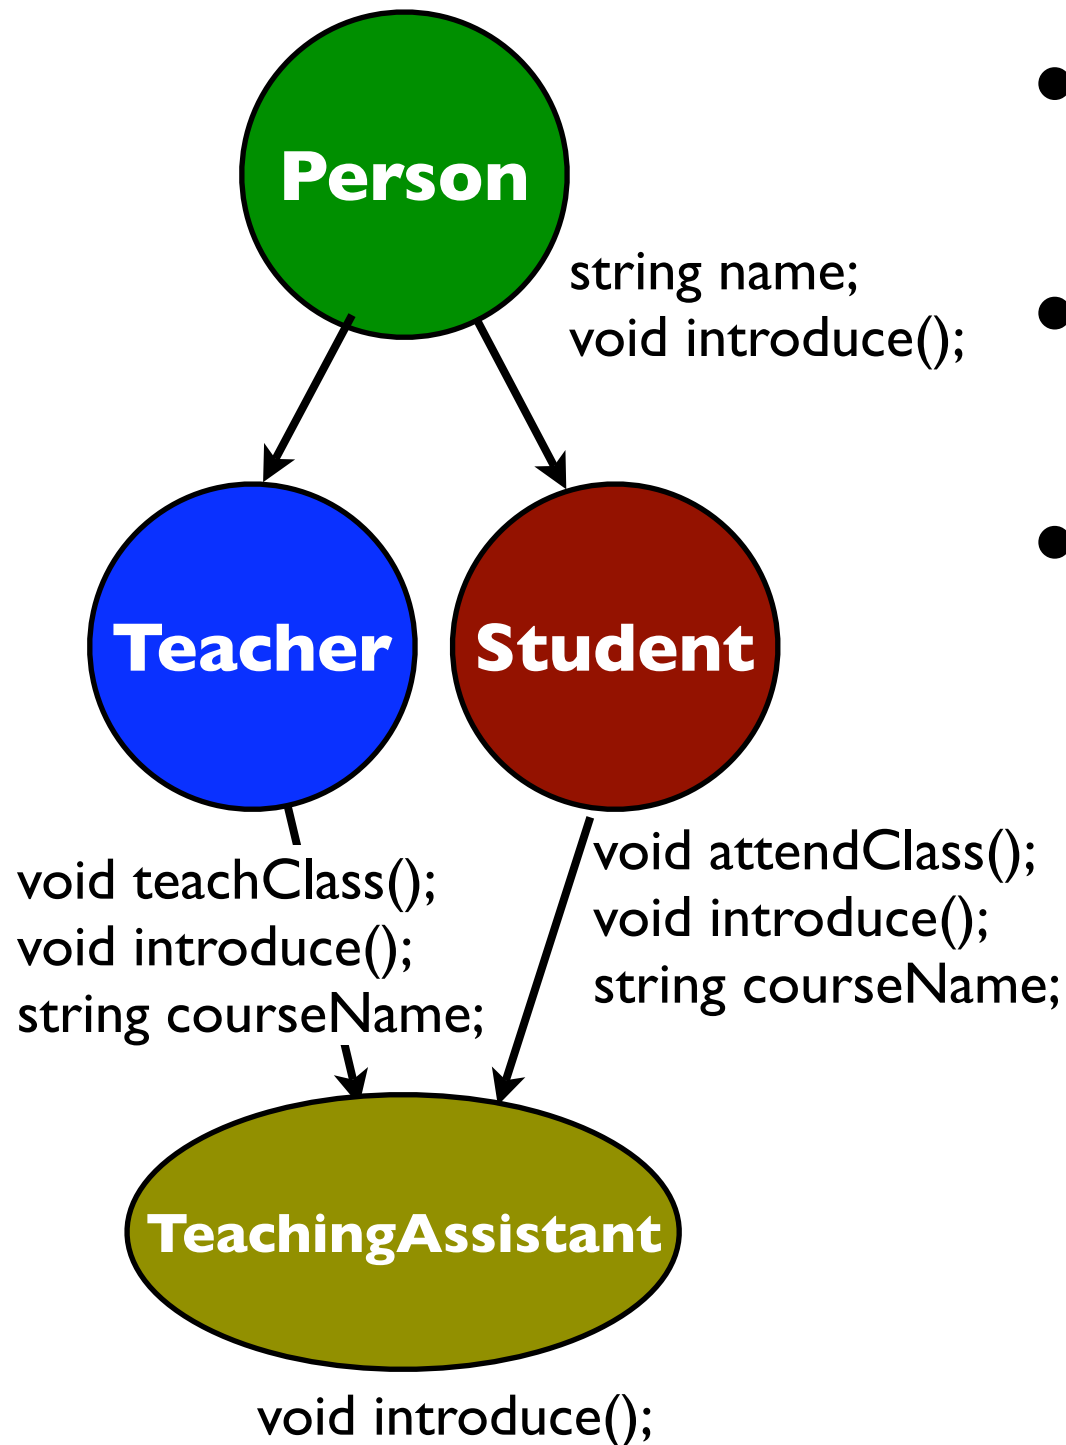 Person
string name;
void introduce();
Teacher
Student
void teachClass();
void introduce();
string courseName;
void attendClass();
void introduce();
string courseName;
TeachingAssistant
void introduce();